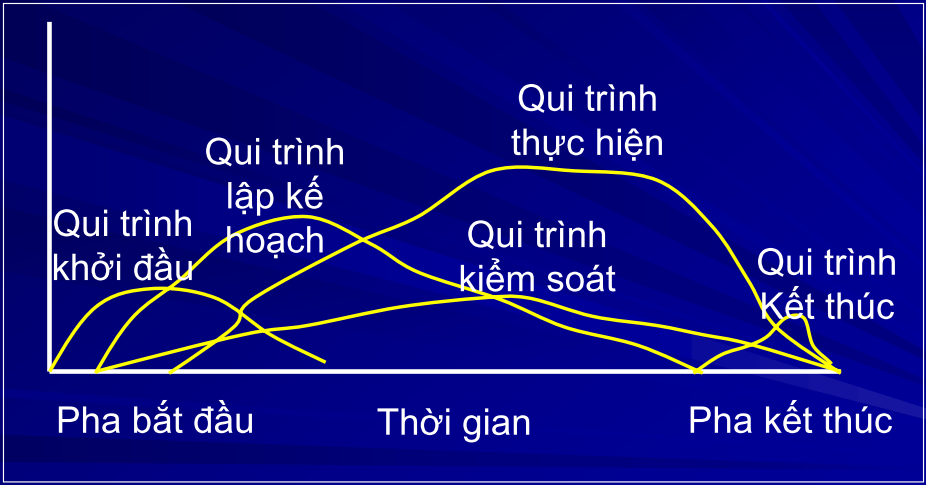 Qui trình
thực hiện
Qui trình
lập kế
hoạch
Qui trình
khởi đầu
Qui trình
kiểm soát
Qui trình
Kết thúc
Pha bắt đầu
Thời gian
Pha kết thúc